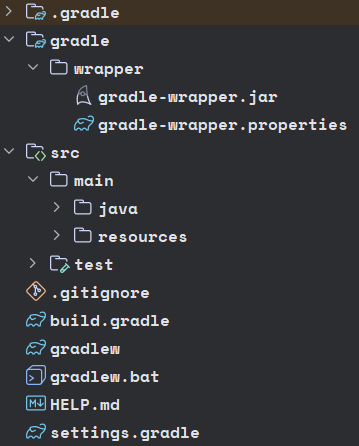 .gradle
gradle
wrapper
gradle-wrapper.jar
gradle-wrapper.properties
src
main
java
resources
test
.gitignore
build.gradle
gradlew
gradlew.bat
HELP.md
settings.gradle